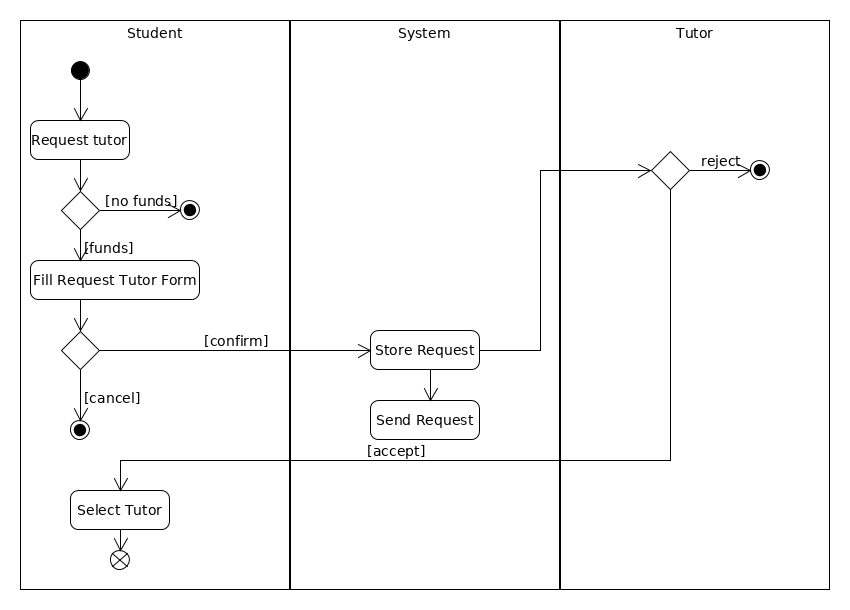 Student
System
Tutor
Request tutor
reject
[no funds]
[funds]
Fill Request Tutor Form
[confirm]
Store Request
[cancel]
Send Request
[accept]
Select Tutor